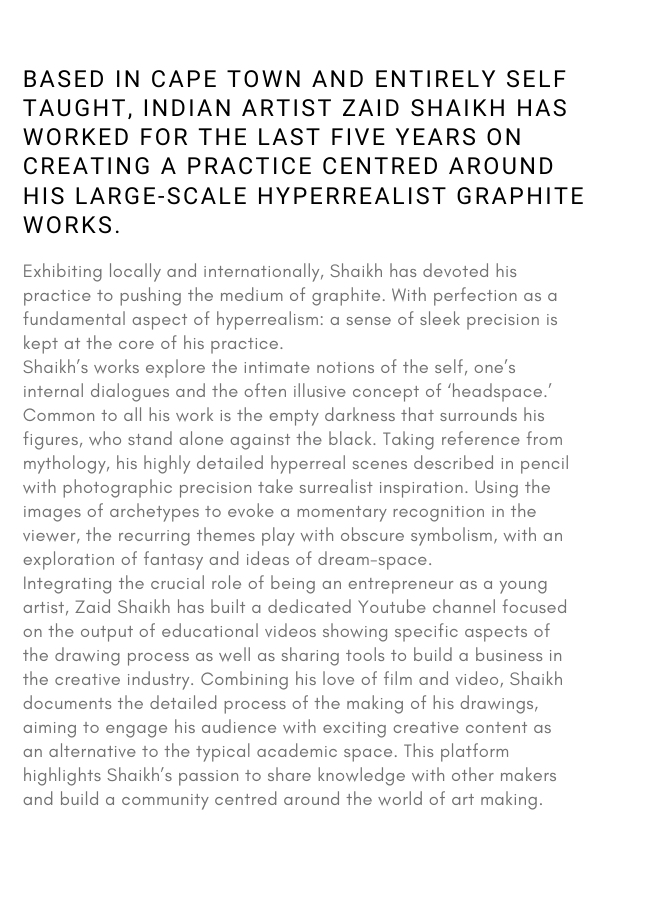 BASED IN CAPE TOWN AND ENTIRELY SELF
TAUGHT, INDIAN ARTIST ZAID SHAIKH HAS
WORKED FOR THE LAST FIVE YEARS ON
CREATING A PRACTICE CENTRED AROUND
HIS LARGE-SCALE HYPERREALIST GRAPHITE
WORKS.
Exhibiting locally and internationally, Shaikh has devoted his
practice to pushing the medium of graphite. With perfection as a
fundamental aspect of hyperrealism: a sense of sleek precision is
kept at the core of his practice.
Shaikh’s works explore the intimate notions of the self, one’s
internal dialogues and the often illusive concept of ‘headspace.’
Common to all his work is the empty darkness that surrounds his
figures, who stand alone against the black. Taking reference from
mythology, his highly detailed hyperreal scenes described in pencil
with photographic precision take surrealist inspiration. Using the
images of archetypes to evoke a momentary recognition in the
viewer, the recurring themes play with obscure symbolism, with an
exploration of fantasy and ideas of dream-space.
Integrating the crucial role of being an entrepreneur as a young
artist, Zaid Shaikh has built a dedicated Youtube channel focused
on the output of educational videos showing specific aspects of
the drawing process as well as sharing tools to build a business in
the creative industry. Combining his love of film and video, Shaikh
documents the detailed process of the making of his drawings,
aiming to engage his audience with exciting creative content as
an alternative to the typical academic space. This platform
highlights Shaikh’s passion to share knowledge with other makers
and build a community centred around the world of art making.